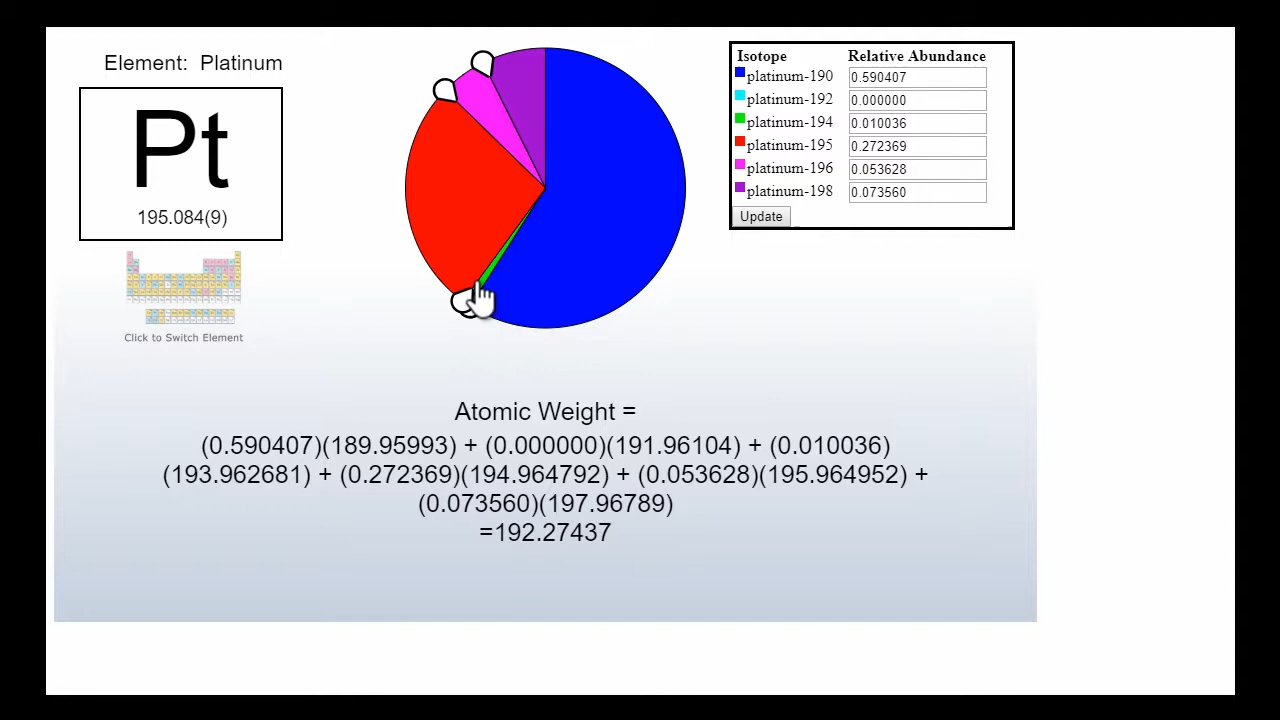 Element: Platinum
Pt
195.084(9)
Click to Switch Element
Isotope Relative Abundance
platinum-190 0.590407
platinum-192 0.000000
platinum-194 0.010036
platinum-195 0.272369
platinum-196 0.053628
platinum-198 0.073560
Update
Atomic Weight =
(0.590407)(189.95993) + (0.000000)(191.96104) + (0.010036)
(193.962681) + (0.272369)(194.964792) + (0.053628)(195.964952) +
(0.073560)(197.96789)
=192.27437